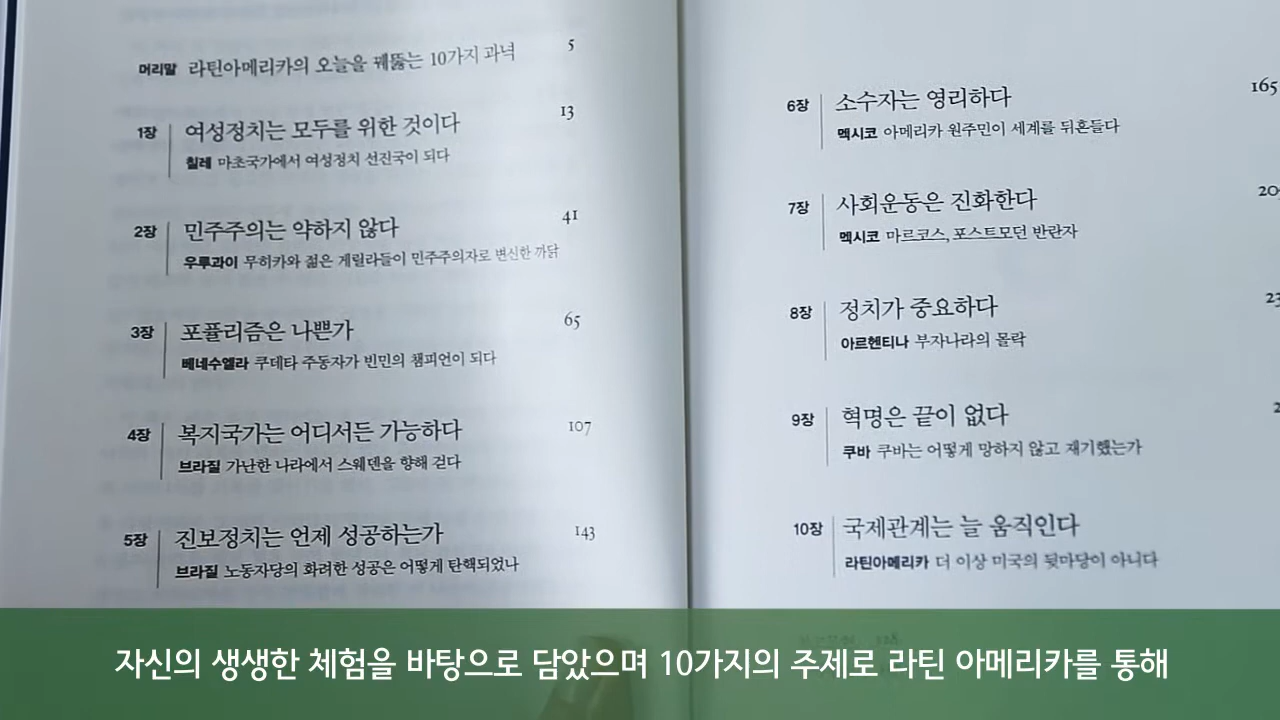 머리말 라틴아메리카의 오늘을 꿰뚫는 10가지 과녁 5
1장 여성정치는 모두를 위한 것이다 13
칠레 마초국가에서 여성정치 선진국이 되다
2장 민주주의는 약하지 않다 41
우루과이 무히카와 젊은 게릴라들이 민주주의자로 변신한 까닭
3장 포퓰리즘은 나쁜가 65
베네수엘라 쿠데타 주동자가 빈민의 챔피언이 되다
4장 복지국가는 어디서든 가능하다 107
브라질 가난한 나라에서 스웨덴을 향해 걷다
5장 진보정치는 언제 성공하는가 143
브라질 노동자당의 화려한 성공은 어떻게 탄핵되었나
6장 소수자는 영리하다 165
멕시코 아메리카 원주민이 세계를 뒤흔들다
7장 사회운동은 진화한다
멕시코 마르코스, 포스트모던 반란자
8장 정치가 중요하다
아르헨티나 부자나라의 몰락
9장 혁명은 끝이 없다
쿠바 쿠바는 어떻게 망하지 않고 재기했는가
10장 국제관계는 늘 움직인다
라틴아메리카 더 이상 미국의 뒷마당이 아니다
자신의 생생한 체험을 바탕으로 담았으며 10가지의 주제로 라틴 아메리카를 통해